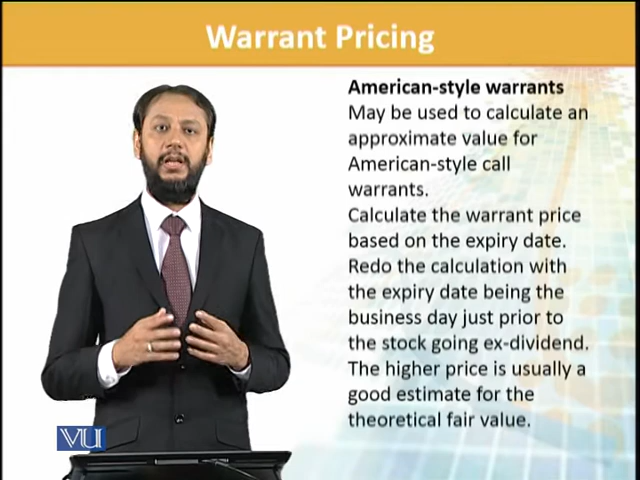 Warrant Pricing
American-style warrants
May be used to calculate an
approximate value for
American-style call
warrants.
Calculate the warrant price
based on the expiry date.
Redo the calculation with
the expiry date being the
business day just prior to
the stock going ex-dividend.
The higher price is usually a
good estimate for the
theoretical fair value.
VU